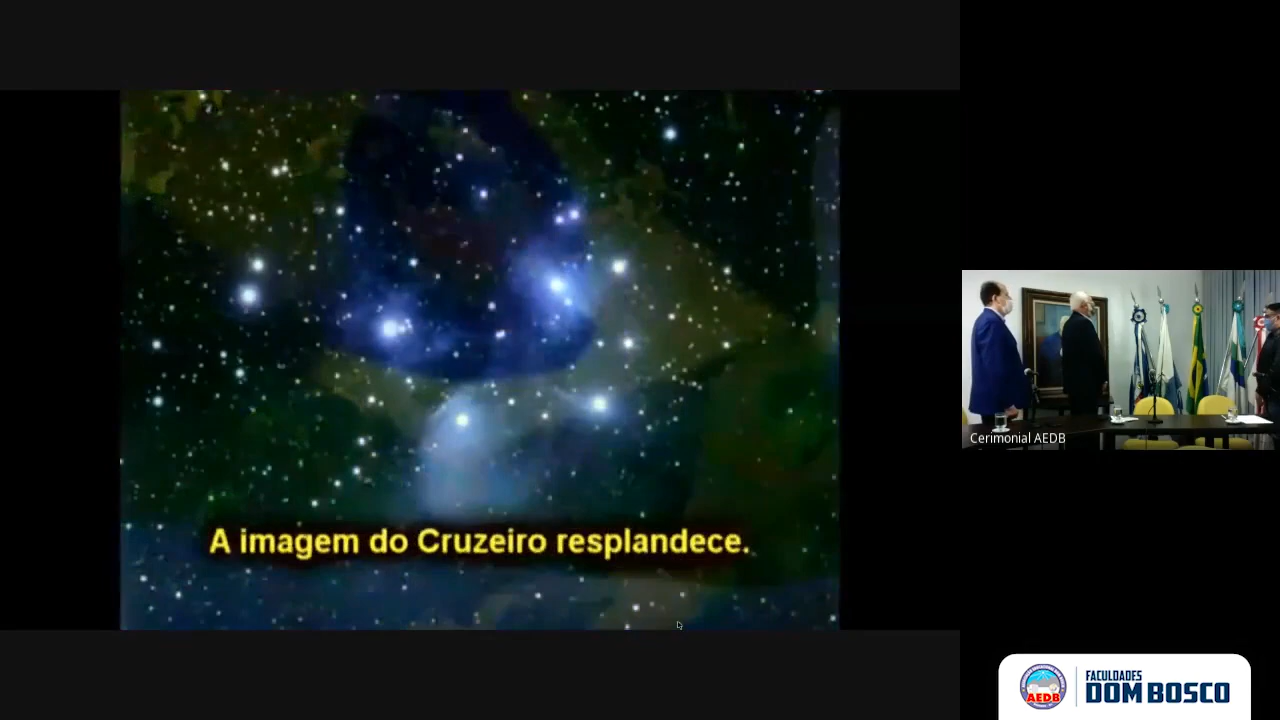 A imagem do Cruzeiro resplandece.
Cerimonial AEDB
AEDB
FACULDADES
DOM BOSCO